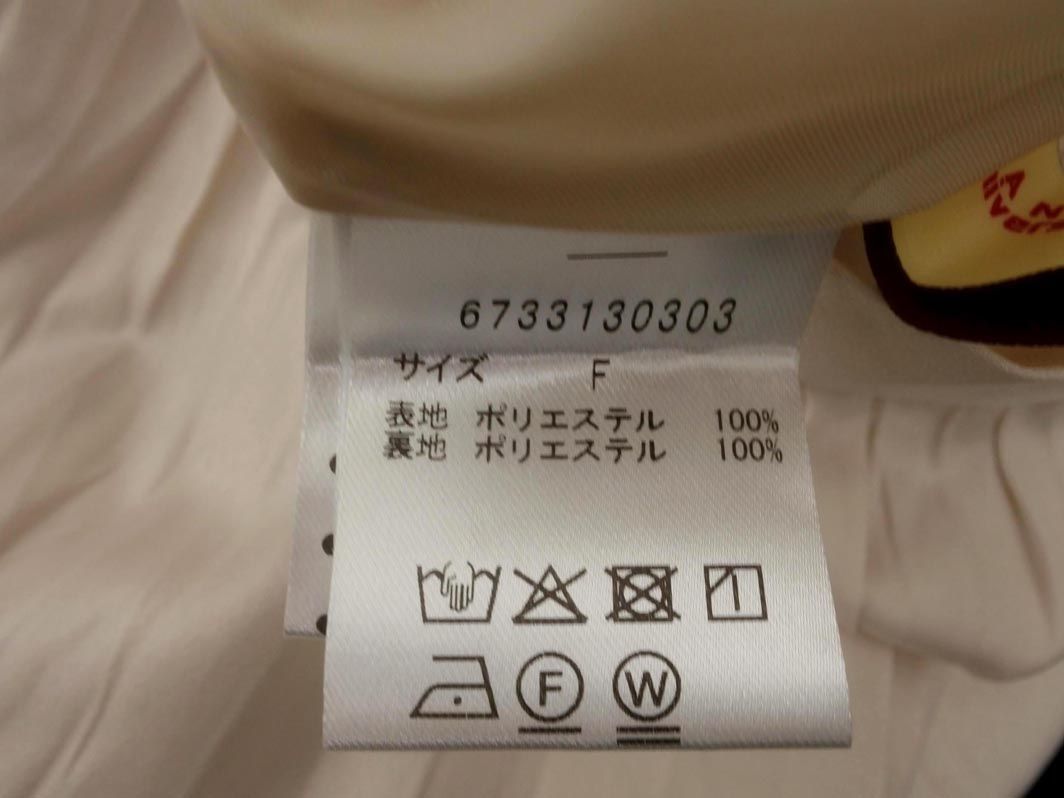 6733130303
サイズ F
表地 ポリエステル 100%
裏地 ポリエステル 100%
F W